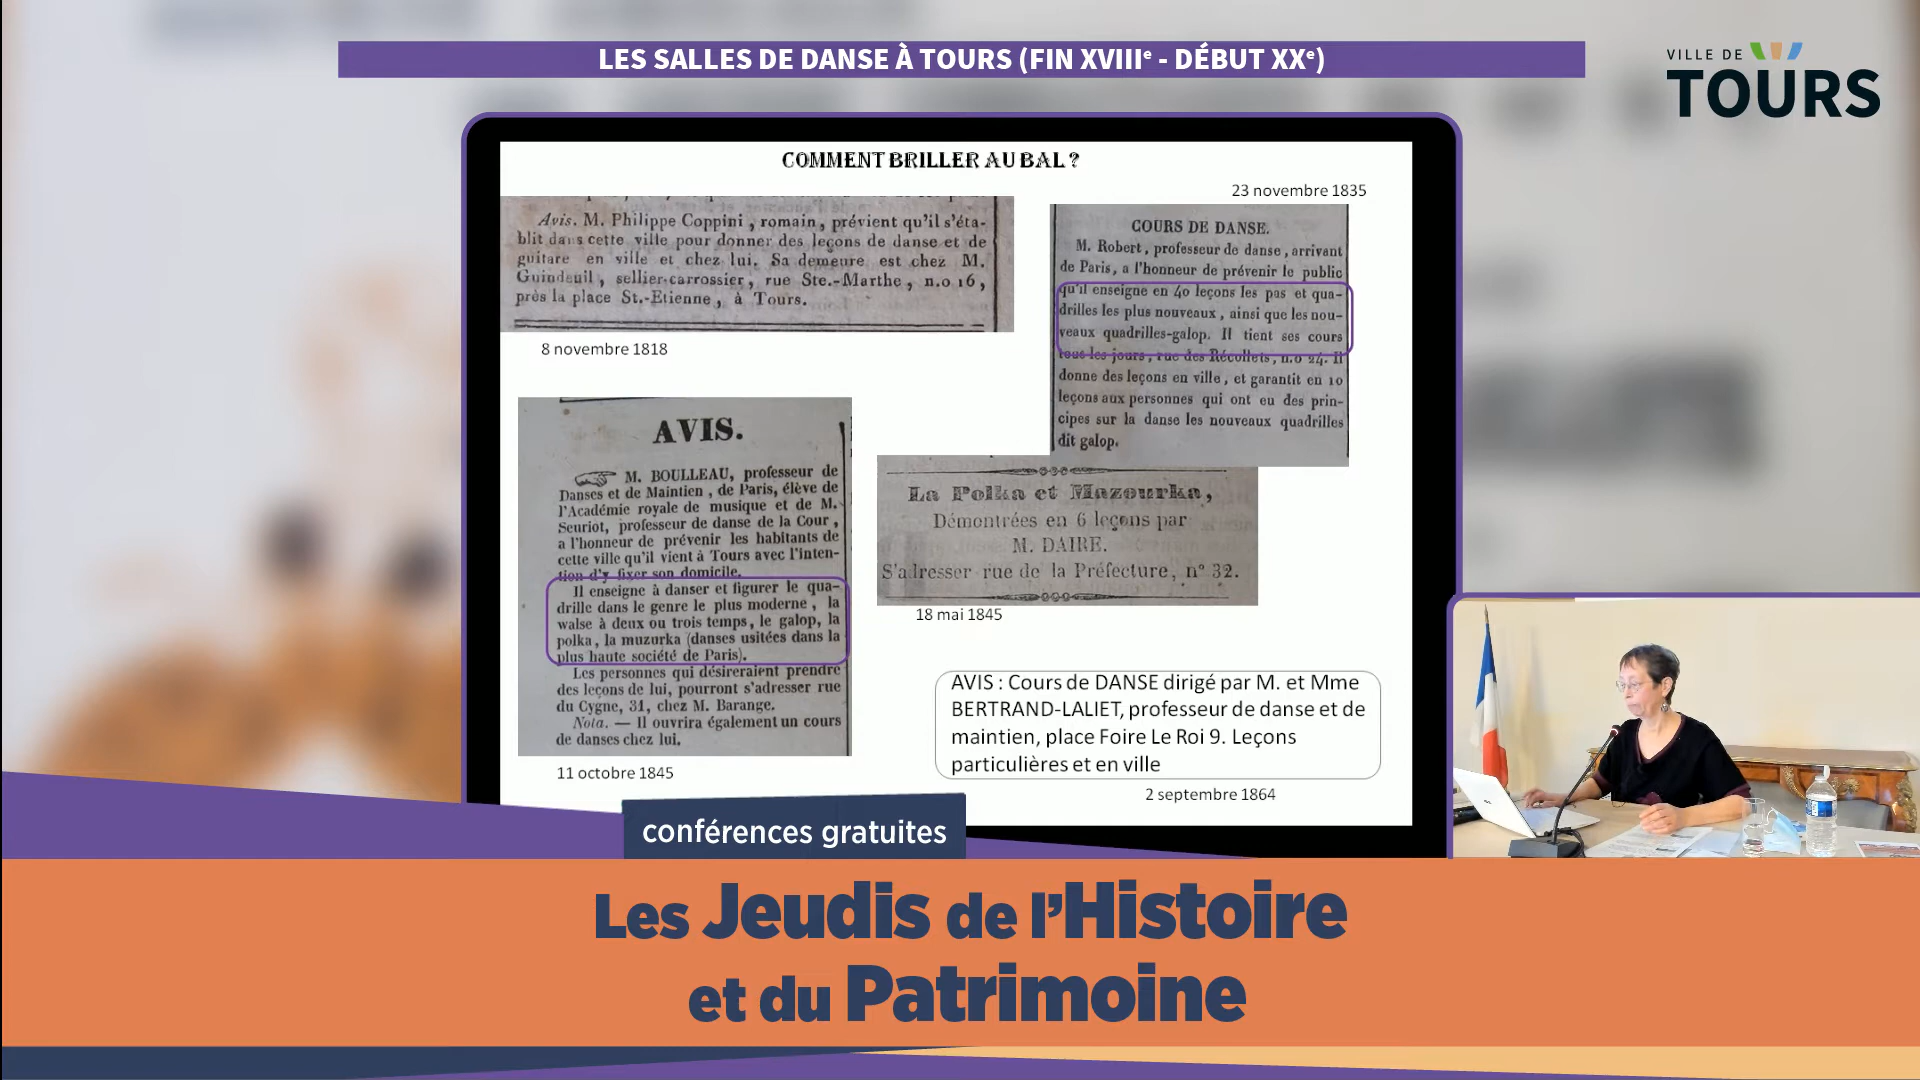 LES SALLES DE DANSE À TOURS (FIN XVIIIe - DÉBUT XXe)
VILLE DE
TOURS
COMMENT BRILLER AU BAL ?
Avis. M. Philippe Coppini, romain, prévient qu'il s'éta-
blit dans cette ville pour donner des leçons de danse et de
guitare en ville et chez lui. Sa demeure est chez M.
Guindeuil, sellier-carrossier, rue Ste.-Marthe, n.o 16,
près la place St.-Etienne, à Tours.
8 novembre 1818
23 novembre 1835
COURS DE DANSE.
M. Robert, professeur de danse, arrivant
de Paris, a l'honneur de prévenir le public
qu'il enseigne en 40 leçons les pas et qua-
drilles les plus nouveaux, ainsi que les nou-
veaux quadrilles-galop. Il tient ses cours
tous les jours, rue des Récollets, n.o 24. Il
donne des leçons en ville, et garantit en 10
leçons aux personnes qui ont eu des prin-
cipes sur la danse les nouveaux quadrilles
dit galop.
AVIS.
M. BOULLEAU, professeur de
Danses et de Maintien, de Paris, élève de
l'Académie royale de musique et de M.
Seuriot, professeur de danse de la Cour,
a l'honneur de prévenir les habitants de
cette ville qu'il vient à Tours avec l'inten-
tion d'y fixer son domicile.
Il enseigne à danser et figurer le qua-
drille dans le genre le plus moderne, la
walse à deux ou trois temps, le galop, la
polka, la muzurka (danses usitées dans la
plus haute société de Paris).
Les personnes qui désireraient prendre
des leçons de lui, pourront s'adresser rue
du Cygne, 31, chez M. Barange.
Nota. — Il ouvrira également un cours
de danses chez lui.
11 octobre 1845
La Polka et Mazourka,
Démontrées en 6 leçons par
M. DAIRE.
S'adresser rue de la Préfecture, n° 32.
18 mai 1845
AVIS : Cours de DANSE dirigé par M. et Mme
BERTRAND-LALIET, professeur de danse et de
maintien, place Foire Le Roi 9. Leçons
particulières et en ville
2 septembre 1864
conférences gratuites
Les Jeudis de l'Histoire
et du Patrimoine